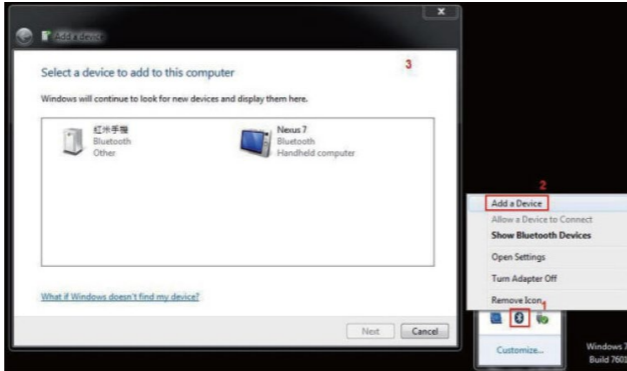 Add a device
3
Select a device to add to this computer
Windows will continue to look for new devices and display them here.
红米手機
Bluetooth
Other
Nexus 7
Bluetooth
Handheld computer
What if Windows doesn't find my device?
Next
Cancel
2
Add a Device
Allow a Device to Connect
Show Bluetooth Devices
Open Settings
Turn Adapter Off
Remove Icon
1
Customize...
Windows 7
Build 7601